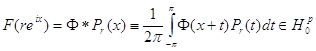 F(re^{ix}) = Φ * P_r(x) ≡ \frac{1}{2π} \int_{-π}^{π} Φ(x+t)P_r(t)dt ∈ H_0^p